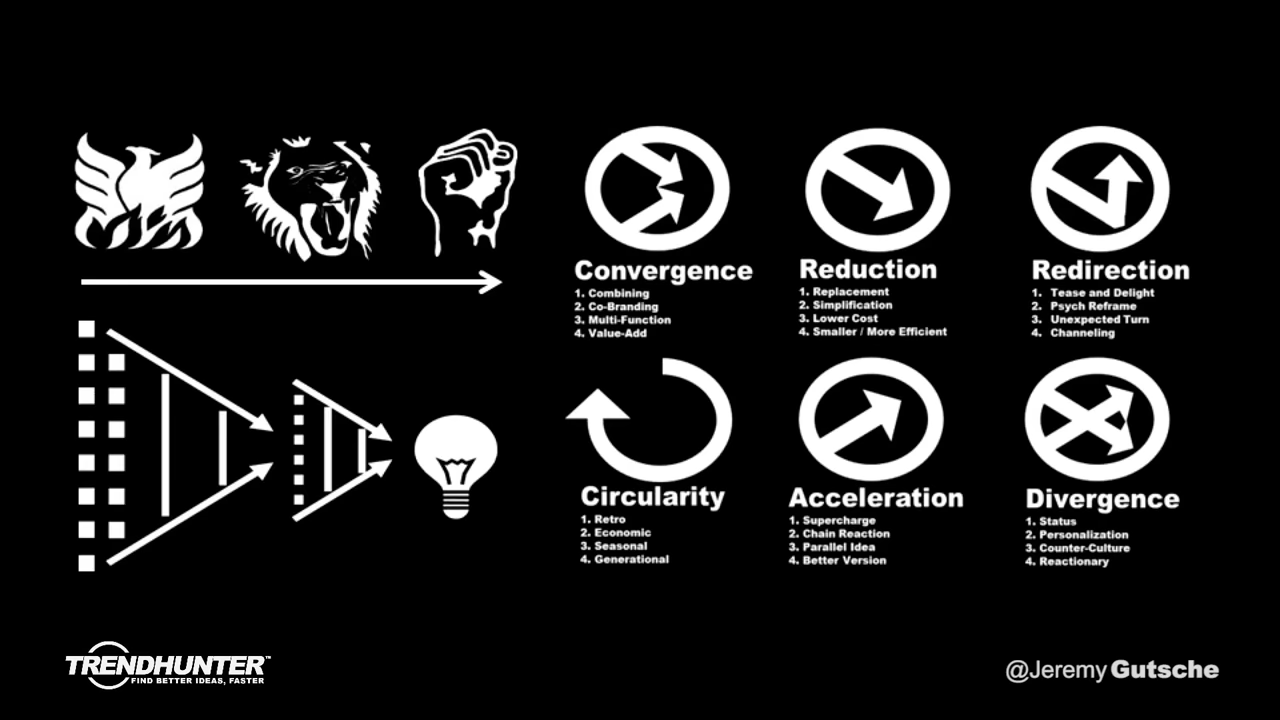 Convergence
1. Combining
2. Co-Branding
3. Multi-Function
4. Value-Add
Reduction
1. Replacement
2. Simplification
3. Lower Cost
4. Smaller / More Efficient
Redirection
1. Tease and Delight
2. Psych Reframe
3. Unexpected Turn
4. Channeling
Circularity
1. Retro
2. Economic
3. Seasonal
4. Generational
Acceleration
1. Supercharge
2. Chain Reaction
3. Parallel Idea
4. Better Version
Divergence
1. Status
2. Personalization
3. Counter-Culture
4. Reactionary
TRENDHUNTER™
FIND BETTER IDEAS, FASTER
@Jeremy Gutsche